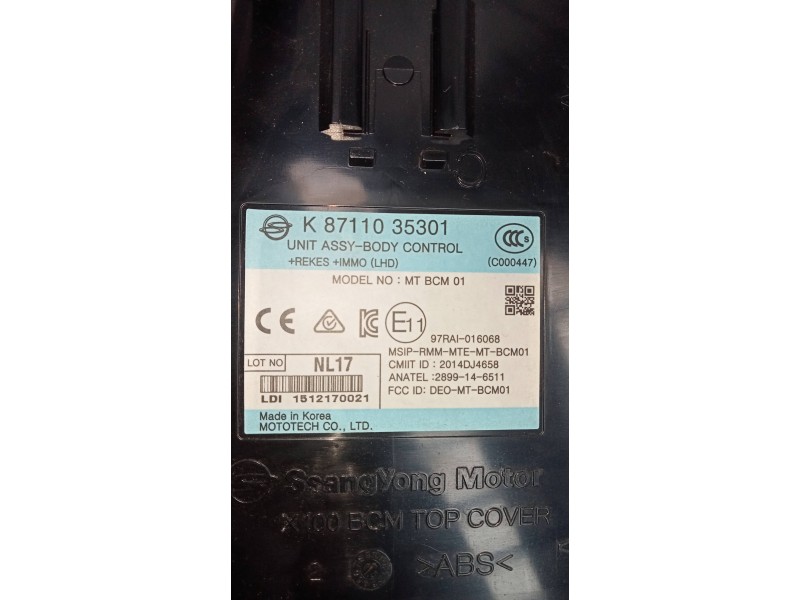 K 87110 35301
UNIT ASSY-BODY CONTROL
+REKES +IMMO (LHD)
CCC S
(C000447)
MODEL NO : MT BCM 01
CE
E11
97RAI-016068
MSIP-RMM-MTE-MT-BCM01
CMIIT ID : 2014DJ4658
ANATEL : 2899-14-6511
FCC ID: DEO-MT-BCM01
LOT NO
NL17
LDI 1512170021
Made in Korea
MOTOTECH CO., LTD.
SsangYong Motor
X100 BCM TOP COVER
>ABS<